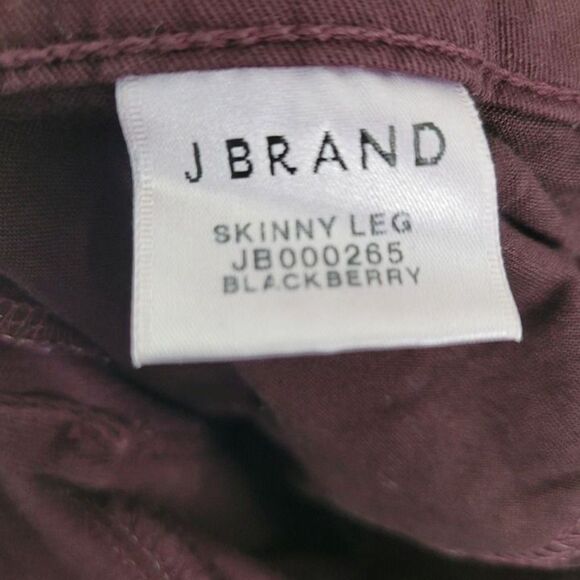 J BRAND
SKINNY LEG
JB000265
BLACKBERRY